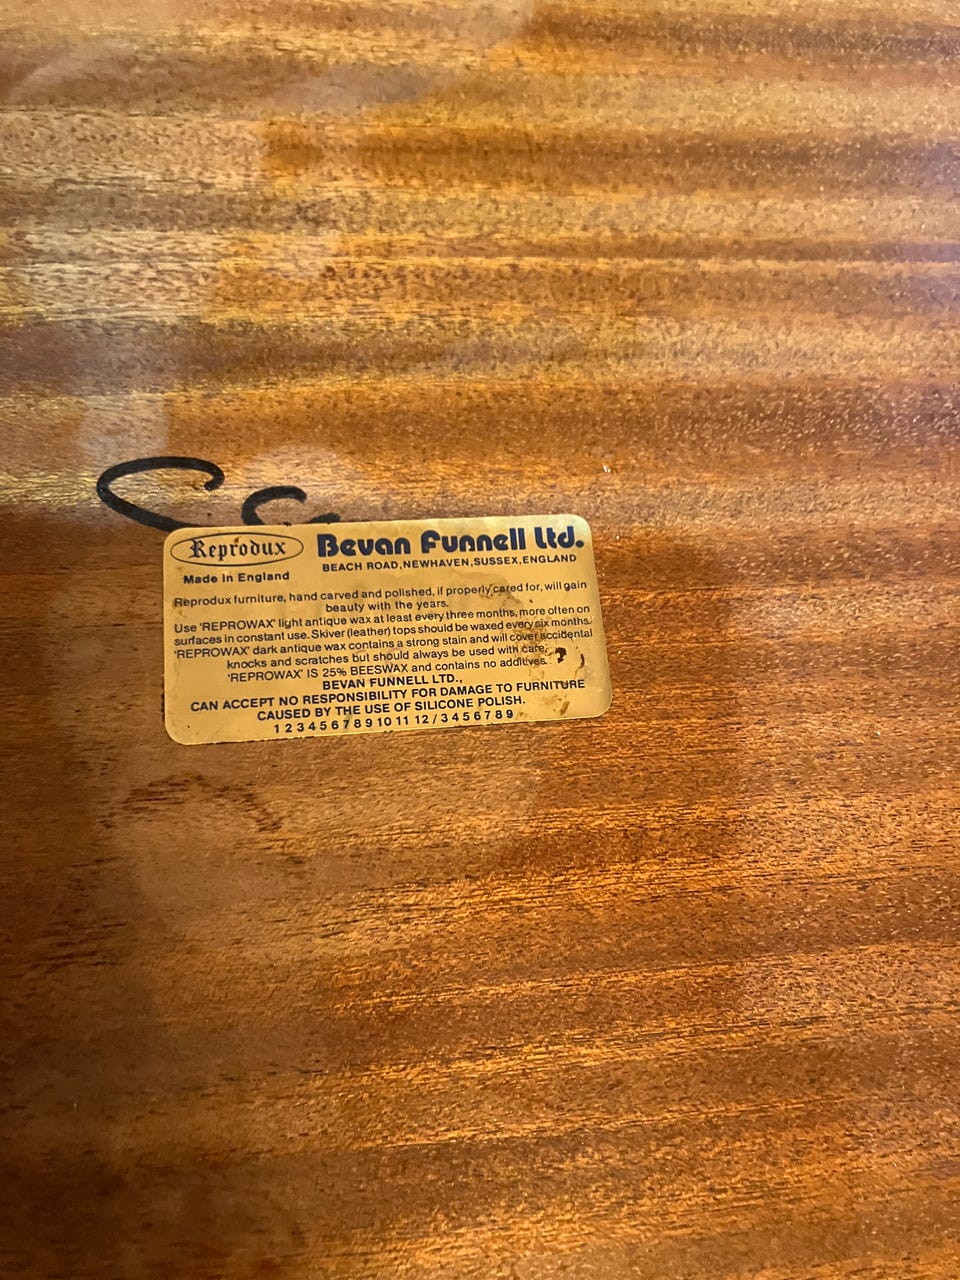 Reprodux
Bevan Funnell Ltd.
Made in England
BEACH ROAD, NEWHAVEN, SUSSEX, ENGLAND
Reprodux furniture, hand carved and polished, if properly cared for, will gain
beauty with the years.
Use 'REPROWAX' light antique wax at least every three months, more often on
surfaces in constant use. Skiver (leather) tops should be waxed every six months.
'REPROWAX' dark antique wax contains a strong stain and will cover accidental
knocks and scratches but should always be used with care.
'REPROWAX' IS 25% BEESWAX and contains no additives.
BEVAN FUNNELL LTD.,
CAN ACCEPT NO RESPONSIBILITY FOR DAMAGE TO FURNITURE
CAUSED BY THE USE OF SILICONE POLISH.
1 2 3 4 5 6 7 8 9 10 11 12 / 3 4 5 6 7 8 9